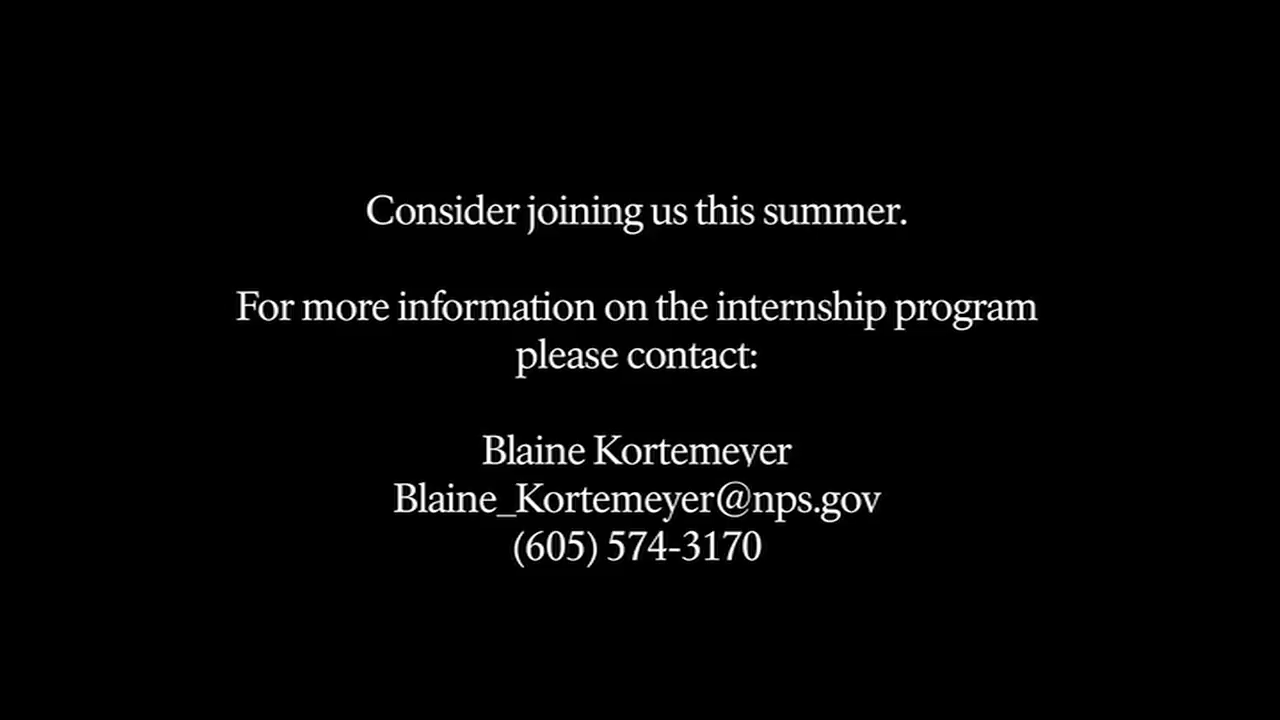 Consider joining us this summer.
For more information on the internship program
please contact:
Blaine Kortemeyer
Blaine_Kortemeyer@nps.gov
(605) 574-3170